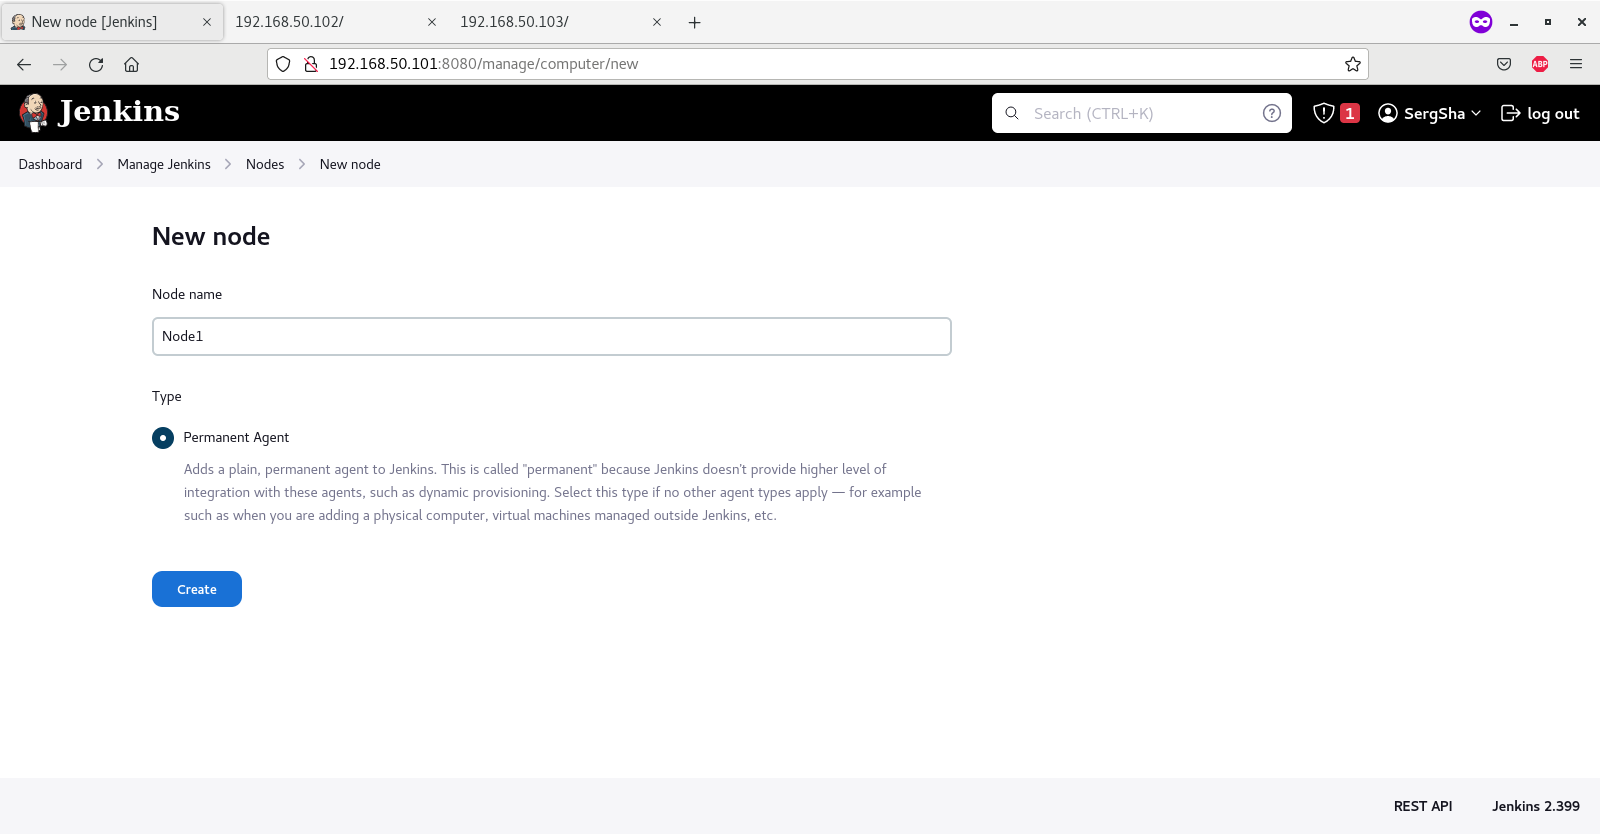 New node [Jenkins]
192.168.50.102/
192.168.50.103/
192.168.50.101:8080/manage/computer/new
ABP
Jenkins
Search (CTRL+K)
1
SergSha
log out
Dashboard
Manage Jenkins
Nodes
New node
New node
Node name
Node1
Type
Permanent Agent
Adds a plain, permanent agent to Jenkins. This is called "permanent" because Jenkins doesn't provide higher level of
integration with these agents, such as dynamic provisioning. Select this type if no other agent types apply — for example
such as when you are adding a physical computer, virtual machines managed outside Jenkins, etc.
Create
REST API
Jenkins 2.399